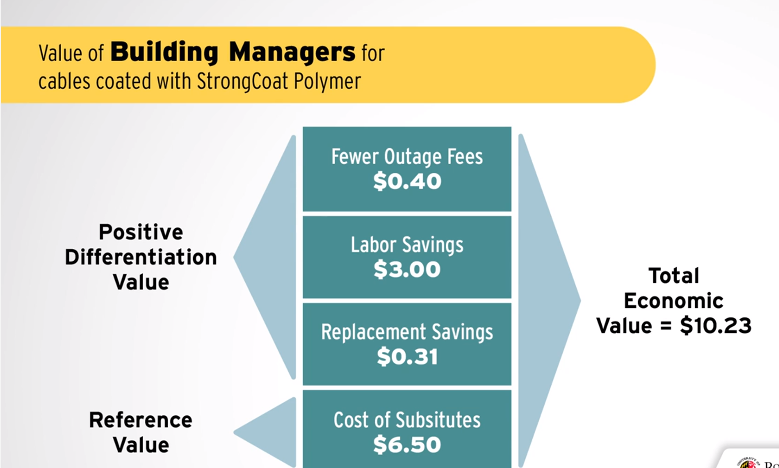 Value of Building Managers for
cables coated with StrongCoat Polymer
Fewer Outage Fees
$0.40
Positive
Differentiation
Value
Labor Savings
$3.00
Replacement Savings
$0.31
Total
Economic
Value = $10.23
Reference
Value
Cost of Subsitutes
$6.50